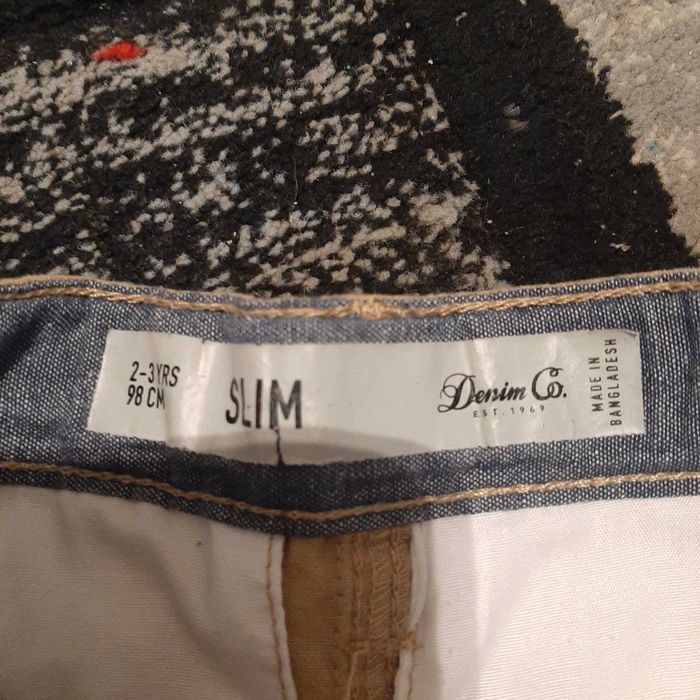 2-3YRS
98 CM
SLIM
Denim Co.
EST. 1969
MADE IN
BANGLADESH